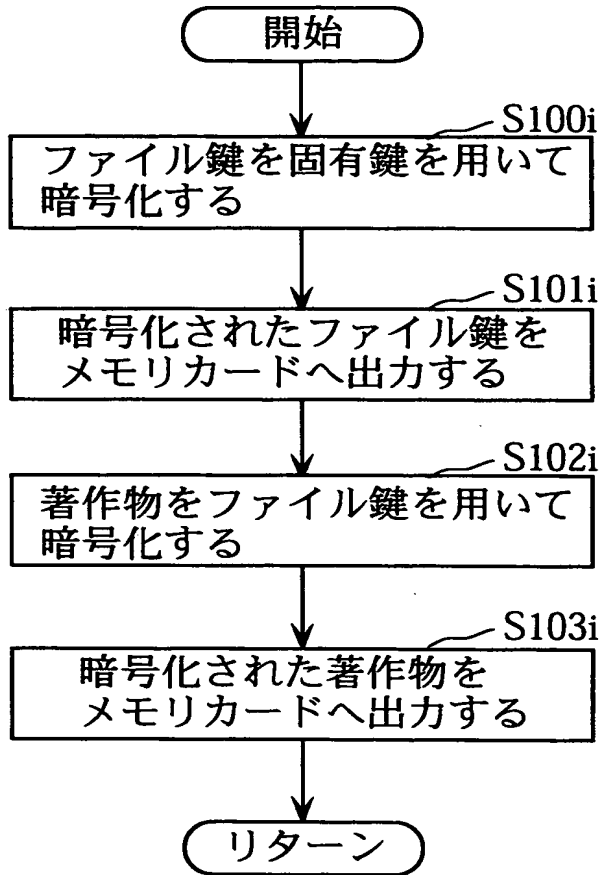 開始
S100i
ファイル鍵を固有鍵を用いて
暗号化する
S101i
暗号化されたファイル鍵を
メモリカードへ出力する
S102i
著作物をファイル鍵を用いて
暗号化する
S103i
暗号化された著作物を
メモリカードへ出力する
リターン